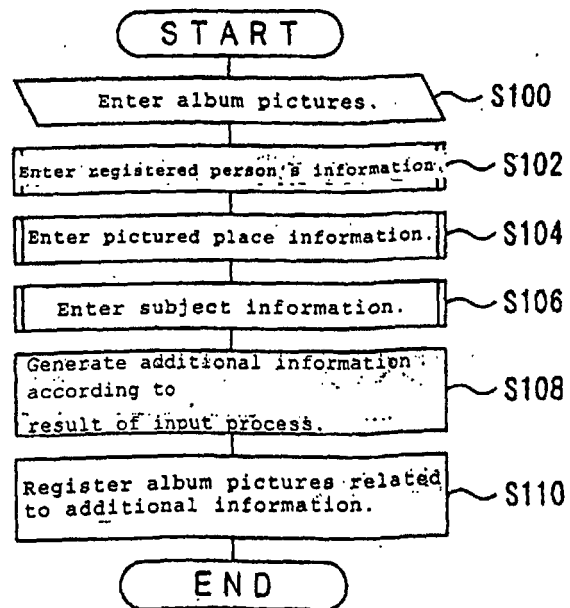 START
Enter album pictures.
S100
Enter registered person's information.
S102
Enter pictured place information.
S104
Enter subject information.
S106
Generate additional information
according to
result of input process.
S108
Register album pictures related
to additional information.
S110
END